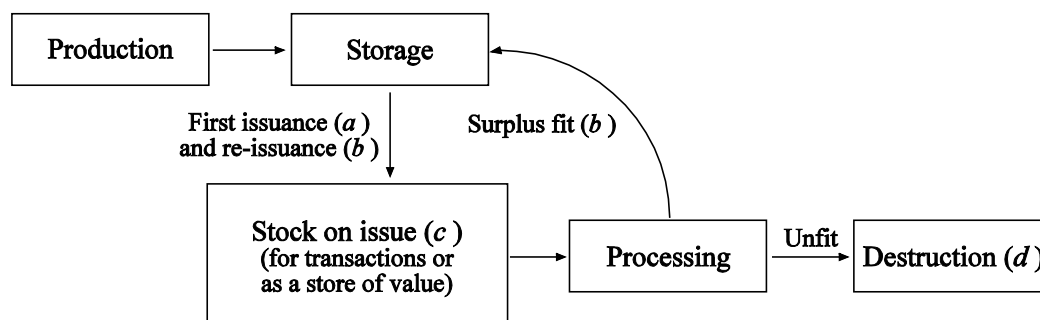 Production
Storage
First issuance (a )
and re-issuance (b )
Surplus fit (b )
Stock on issue (c )
(for transactions or
as a store of value)
Processing
Unfit
Destruction (d )